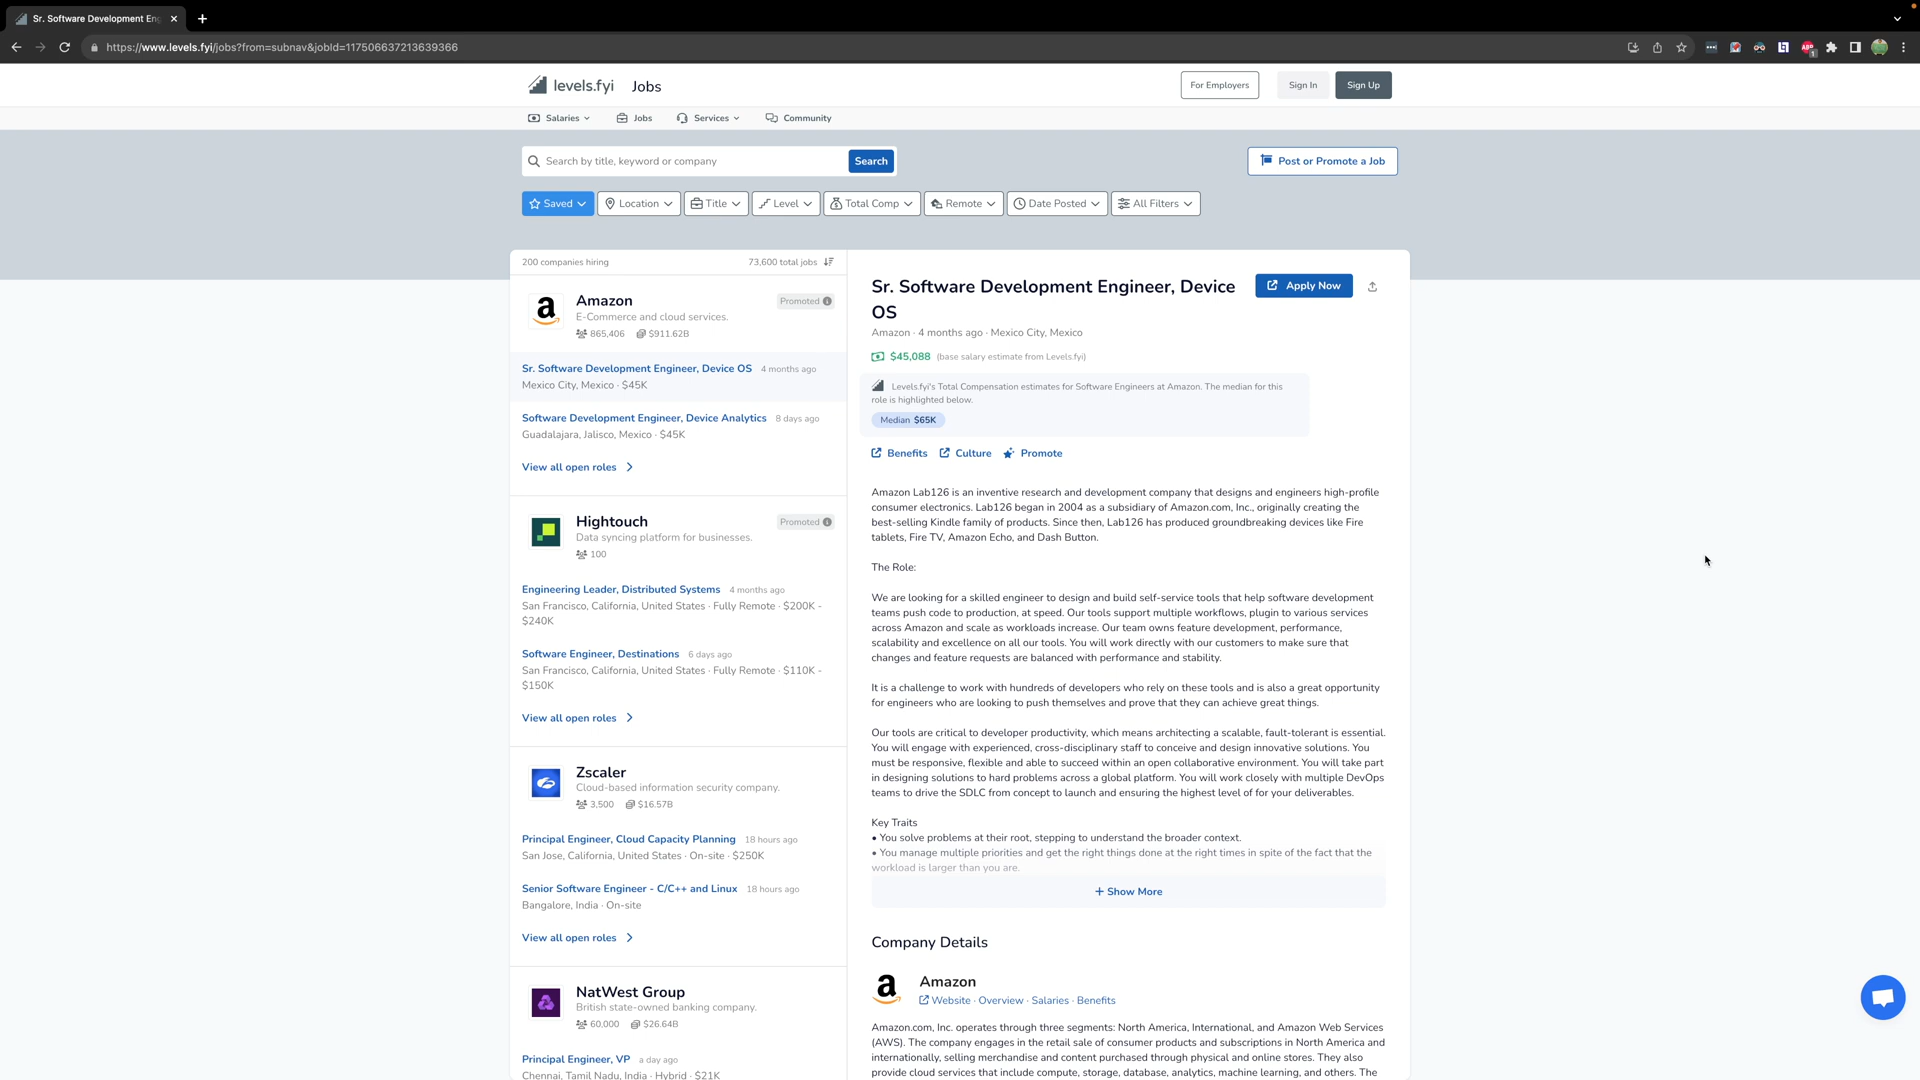 Sr. Software Development Eng
https://www.levels.fyi/jobs?from=subnav&jobId=117506637213639366
levels.fyi Jobs
For Employers
Sign In
Sign Up
Salaries
Jobs
Services
Community
Search by title, keyword or company
Search
Post or Promote a Job
Saved
Location
Title
Level
Total Comp
Remote
Date Posted
All Filters
200 companies hiring
73,600 total jobs
Amazon
Promoted
E-Commerce and cloud services.
865,406 $911.62B
Sr. Software Development Engineer, Device OS 4 months ago
Mexico City, Mexico · $45K
Software Development Engineer, Device Analytics 8 days ago
Guadalajara, Jalisco, Mexico · $45K
View all open roles
Hightouch
Promoted
Data syncing platform for businesses.
100
Engineering Leader, Distributed Systems 4 months ago
San Francisco, California, United States · Fully Remote · $200K -
$240K
Software Engineer, Destinations 6 days ago
San Francisco, California, United States · Fully Remote · $110K -
$150K
View all open roles
Zscaler
Cloud-based information security company.
3,500 $16.57B
Principal Engineer, Cloud Capacity Planning 18 hours ago
San Jose, California, United States · On-site · $250K
Senior Software Engineer - C/C++ and Linux 18 hours ago
Bangalore, India · On-site
View all open roles
NatWest Group
British state-owned banking company.
60,000 $26.64B
Principal Engineer, VP a day ago
Chennai, Tamil Nadu, India · Hybrid · $21K
Sr. Software Development Engineer, Device
OS
Apply Now
Amazon · 4 months ago · Mexico City, Mexico
$45,088 (base salary estimate from Levels.fyi)
Levels.fyi's Total Compensation estimates for Software Engineers at Amazon. The median for this
role is highlighted below.
Median $65K
Benefits
Culture
Promote
Amazon Lab126 is an inventive research and development company that designs and engineers high-profile
consumer electronics. Lab126 began in 2004 as a subsidiary of Amazon.com, Inc., originally creating the
best-selling Kindle family of products. Since then, Lab126 has produced groundbreaking devices like Fire
tablets, Fire TV, Amazon Echo, and Dash Button.
The Role:
We are looking for a skilled engineer to design and build self-service tools that help software development
teams push code to production, at speed. Our tools support multiple workflows, plugin to various services
across Amazon and scale as workloads increase. Our team owns feature development, performance,
scalability and excellence on all our tools. You will work directly with our customers to make sure that
changes and feature requests are balanced with performance and stability.
It is a challenge to work with hundreds of developers who rely on these tools and is also a great opportunity
for engineers who are looking to push themselves and prove that they can achieve great things.
Our tools are critical to developer productivity, which means architecting a scalable, fault-tolerant is essential.
You will engage with experienced, cross-disciplinary staff to conceive and design innovative solutions. You
must be responsive, flexible and able to succeed within an open collaborative environment. You will take part
in designing solutions to hard problems across a global platform. You will work closely with multiple DevOps
teams to drive the SDLC from concept to launch and ensuring the highest level of for your deliverables.
Key Traits
• You solve problems at their root, stepping to understand the broader context.
• You manage multiple priorities and get the right things done at the right times in spite of the fact that the
workload is larger than you are.
+ Show More
Company Details
Amazon
Website · Overview · Salaries · Benefits
Amazon.com, Inc. operates through three segments: North America, International, and Amazon Web Services
(AWS). The company engages in the retail sale of consumer products and subscriptions in North America and
internationally, selling merchandise and content purchased through physical and online stores. They also
provide cloud services that include compute, storage, database, analytics, machine learning, and others. The